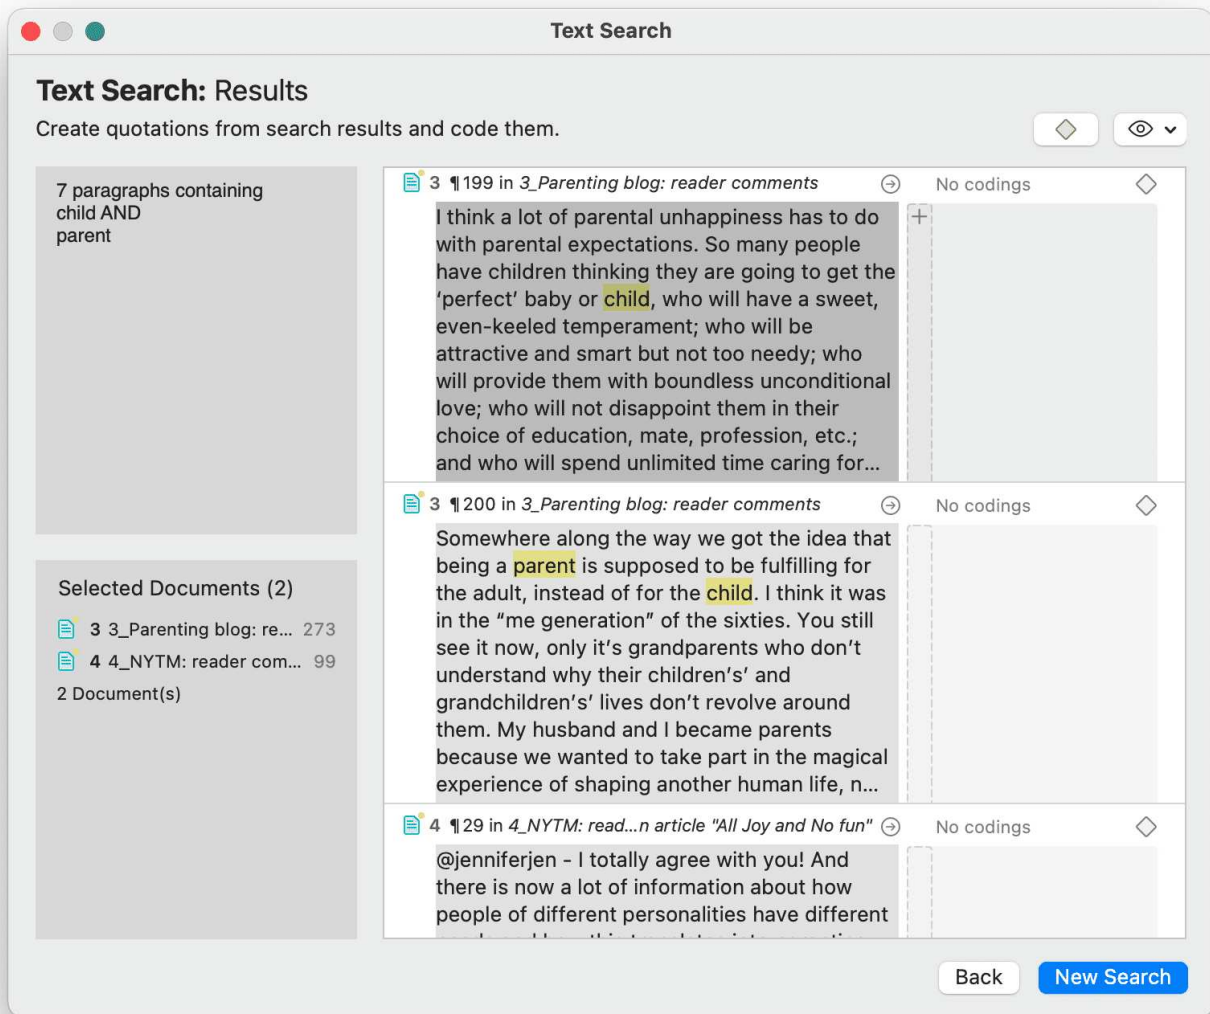 Text Search
Text Search: Results
Create quotations from search results and code them.
7 paragraphs containing
child AND
parent
Selected Documents (2)
3 3_Parenting blog: re... 273
4 4_NYTM: reader com... 99
2 Document(s)
3 ¶199 in 3_Parenting blog: reader comments
No codings
I think a lot of parental unhappiness has to do
with parental expectations. So many people
have children thinking they are going to get the
‘perfect’ baby or child, who will have a sweet,
even-keeled temperament; who will be
attractive and smart but not too needy; who
will provide them with boundless unconditional
love; who will not disappoint them in their
choice of education, mate, profession, etc.;
and who will spend unlimited time caring for...
3 ¶200 in 3_Parenting blog: reader comments
No codings
Somewhere along the way we got the idea that
being a parent is supposed to be fulfilling for
the adult, instead of for the child. I think it was
in the “me generation” of the sixties. You still
see it now, only it’s grandparents who don’t
understand why their children’s’ and
grandchildren’s’ lives don’t revolve around
them. My husband and I became parents
because we wanted to take part in the magical
experience of shaping another human life, n...
4 ¶29 in 4_NYTM: read...n article "All Joy and No fun"
No codings
@jenniferjen - I totally agree with you! And
there is now a lot of information about how
people of different personalities have different
Back
New Search